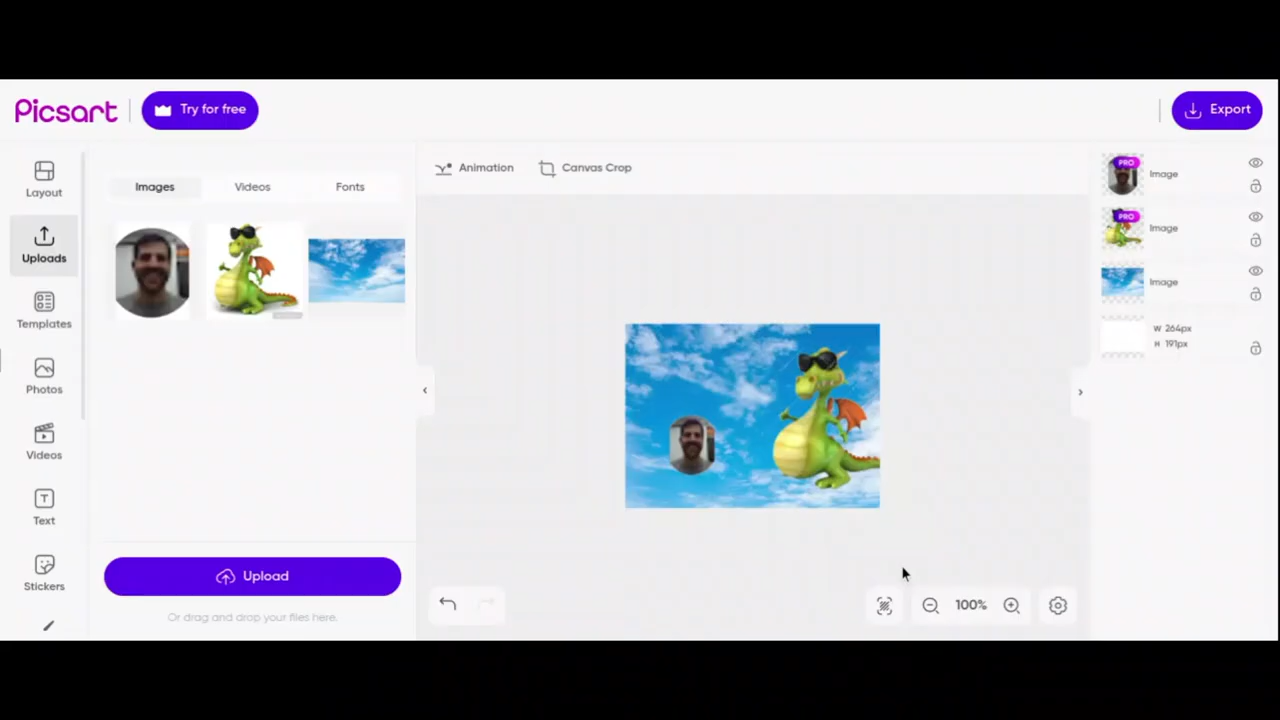 Picsart
Try for free
Export
Layout
Uploads
Templates
Photos
Videos
Text
Stickers
Images
Videos
Fonts
Upload
Or drag and drop your files here.
Animation
Canvas Crop
100%
PRO
Image
PRO
Image
Image
W 264px
H 191px